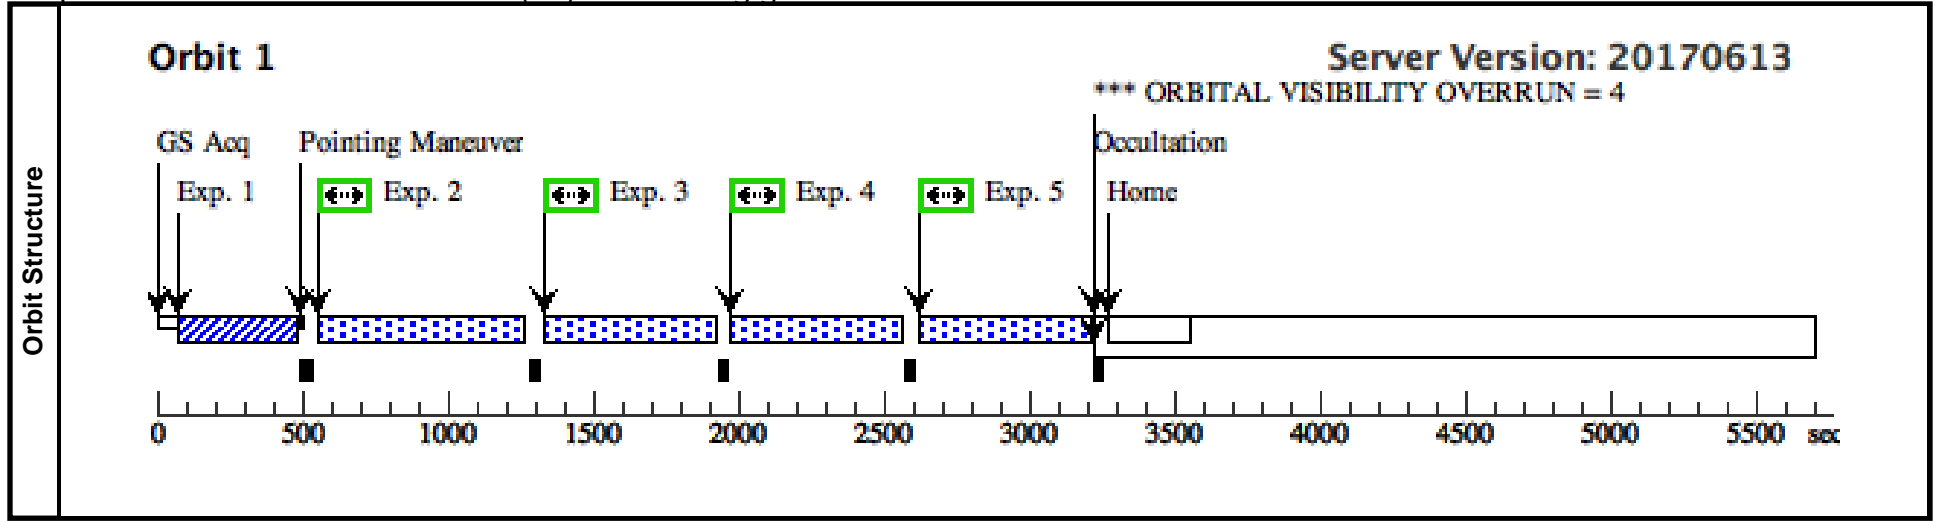 Orbit Structure
Orbit 1
Server Version: 20170613
*** ORBITAL VISIBILITY OVERRUN = 4
GS Acq Pointing Maneuver Occultation
Exp. 1 Exp. 2 Exp. 3 Exp. 4 Exp. 5 Home
0 500 1000 1500 2000 2500 3000 3500 4000 4500 5000 5500 sec